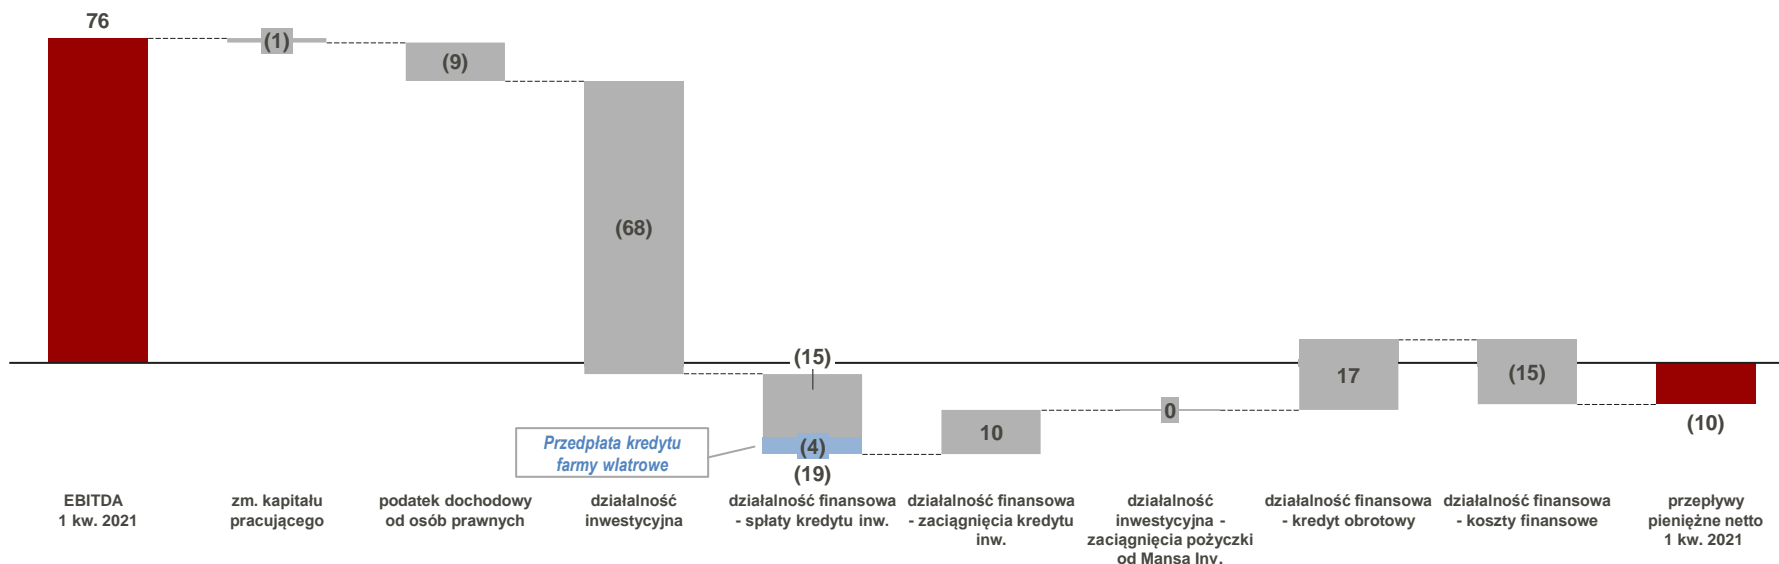 76
(1)
(9)
(68)
(15)
(4)
(19)
10
0
17
(15)
(10)
Przedpłata kredytu
farmy wlatrowe
EBITDA
1 kw. 2021
zm. kapitału
pracującego
podatek dochodowy
od osób prawnych
działalność
inwestycyjna
działalność finansowa
- spłaty kredytu inw.
działalność finansowa
- zaciągnięcia kredytu
inw.
działalność
inwestycyjna -
zaciągnięcia pożyczki
od Mansa Inv.
działalność finansowa
- kredyt obrotowy
działalność finansowa
- koszty finansowe
przepływy
pieniężne netto
1 kw. 2021